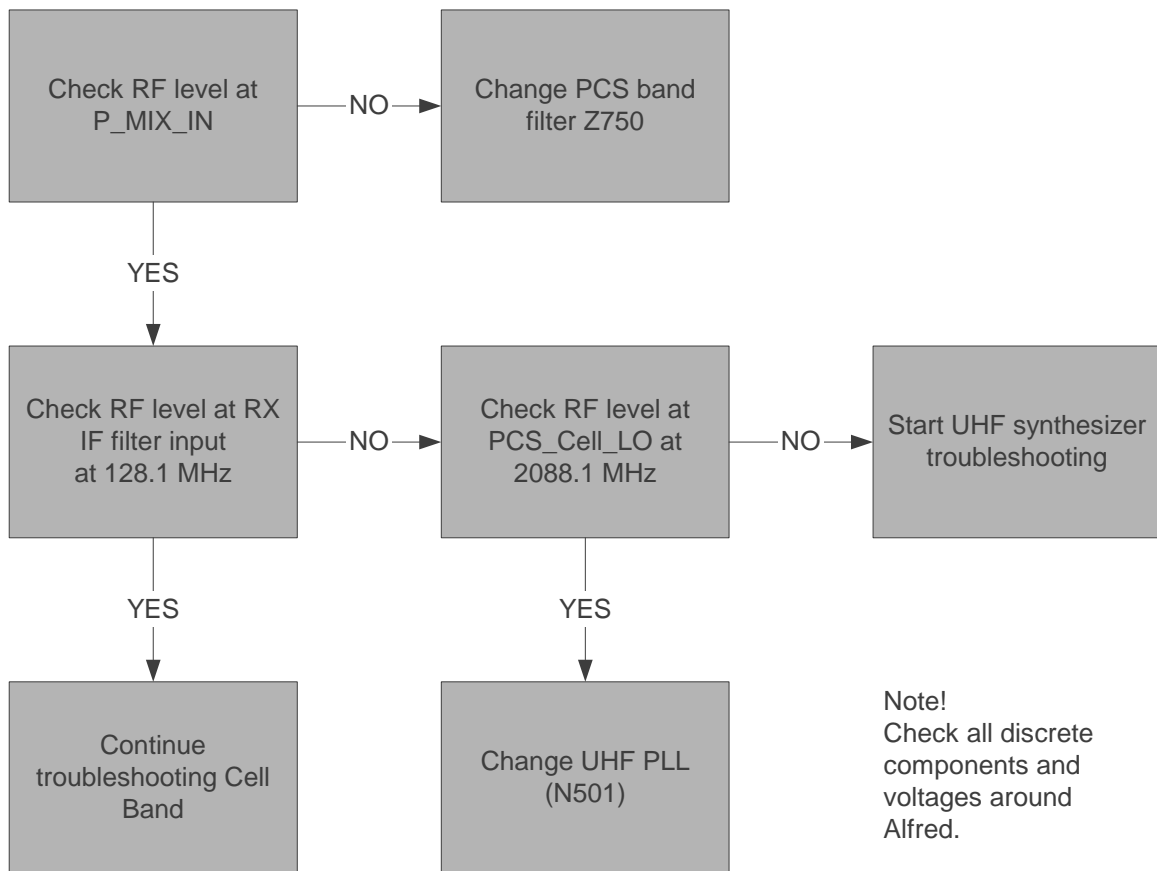 Check RF level at
P_MIX_IN
NO
Change PCS band
filter Z750
YES
Check RF level at RX
IF filter input
at 128.1 MHz
NO
Check RF level at
PCS_Cell_LO at
2088.1 MHz
NO
Start UHF synthesizer
troubleshooting
YES
YES
Continue
troubleshooting Cell
Band
Change UHF PLL
(N501)
Note!
Check all discrete
components and
voltages around
Alfred.